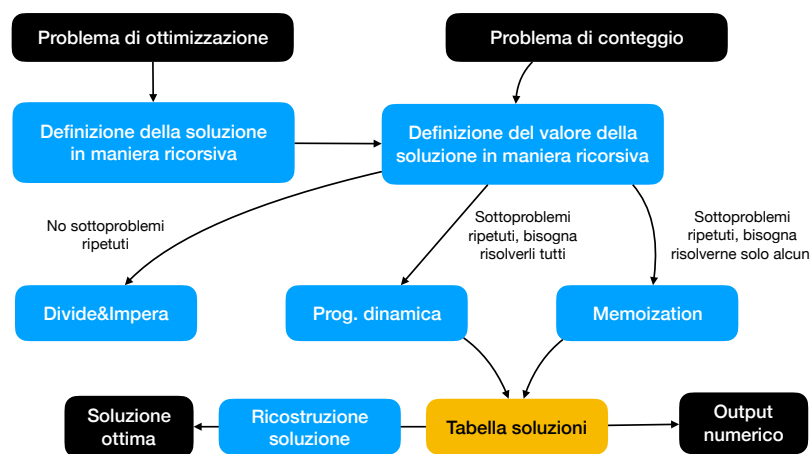 Problema di ottimizzazione
Problema di conteggio
Definizione della soluzione
in maniera ricorsiva
Definizione del valore della
soluzione in maniera ricorsiva
No sottoproblemi
ripetuti
Sottoproblemi
ripetuti, bisogna
risolverli tutti
Sottoproblemi
ripetuti, bisogna
risolverne solo alcun
Divide&Impera
Prog. dinamica
Memoization
Soluzione
ottima
Ricostruzione
soluzione
Tabella soluzioni
Output
numerico